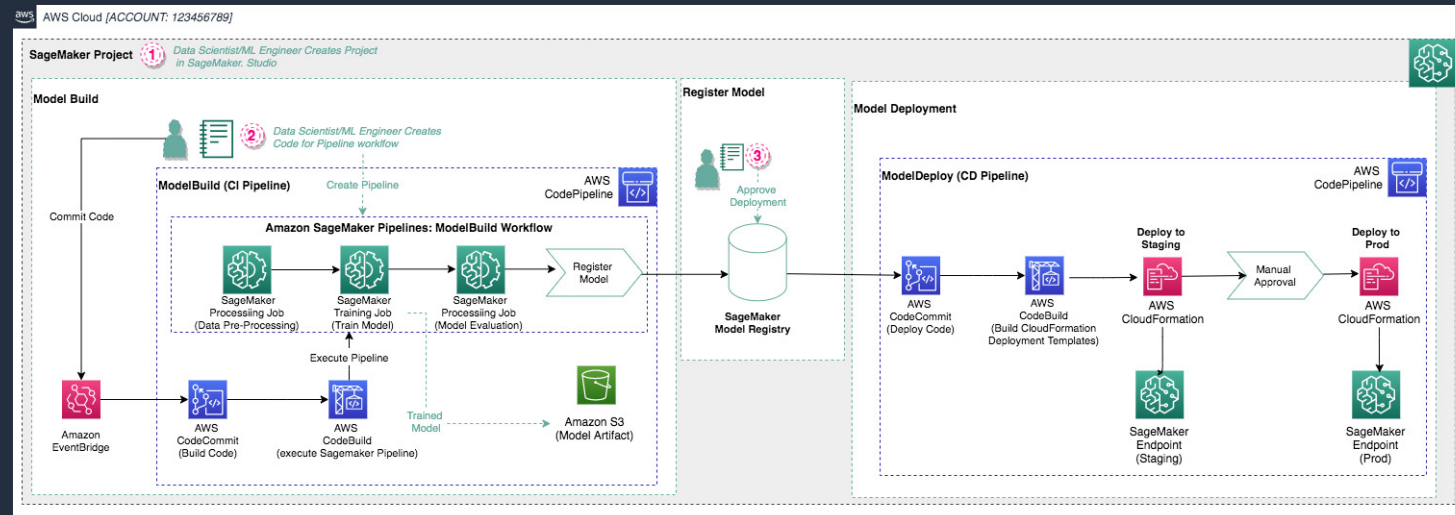 aws
AWS Cloud [ACCOUNT: 123456789]
SageMaker Project
1
Data Scientist/ML Engineer Creates Project
in SageMaker. Studio
Model Build
2
Data Scientist/ML Engineer Creates
Code for Pipeline workflow
Commit Code
ModelBuild (CI Pipeline)
Create Pipeline
AWS
CodePipeline
Amazon SageMaker Pipelines: ModelBuild Workflow
SageMaker
Processiing Job
(Data Pre-Processing)
SageMaker
Training Job
(Train Model)
SageMaker
Processiing Job
(Model Evaluation)
Register
Model
Execute Pipeline
Amazon
EventBridge
AWS
CodeCommit
(Build Code)
AWS
CodeBuild
(execute Sagemaker Pipeline)
Trained
Model
Amazon S3
(Model Artifact)
Register Model
3
Approve
Deployment
SageMaker
Model Registry
Model Deployment
ModelDeploy (CD Pipeline)
AWS
CodePipeline
AWS
CodeCommit
(Deploy Code)
AWS
CodeBuild
(Build CloudFormation
Deployment Templates)
Deploy to
Staging
AWS
CloudFormation
Manual
Approval
Deploy to
Prod
AWS
CloudFormation
SageMaker
Endpoint
(Staging)
SageMaker
Endpoint
(Prod)